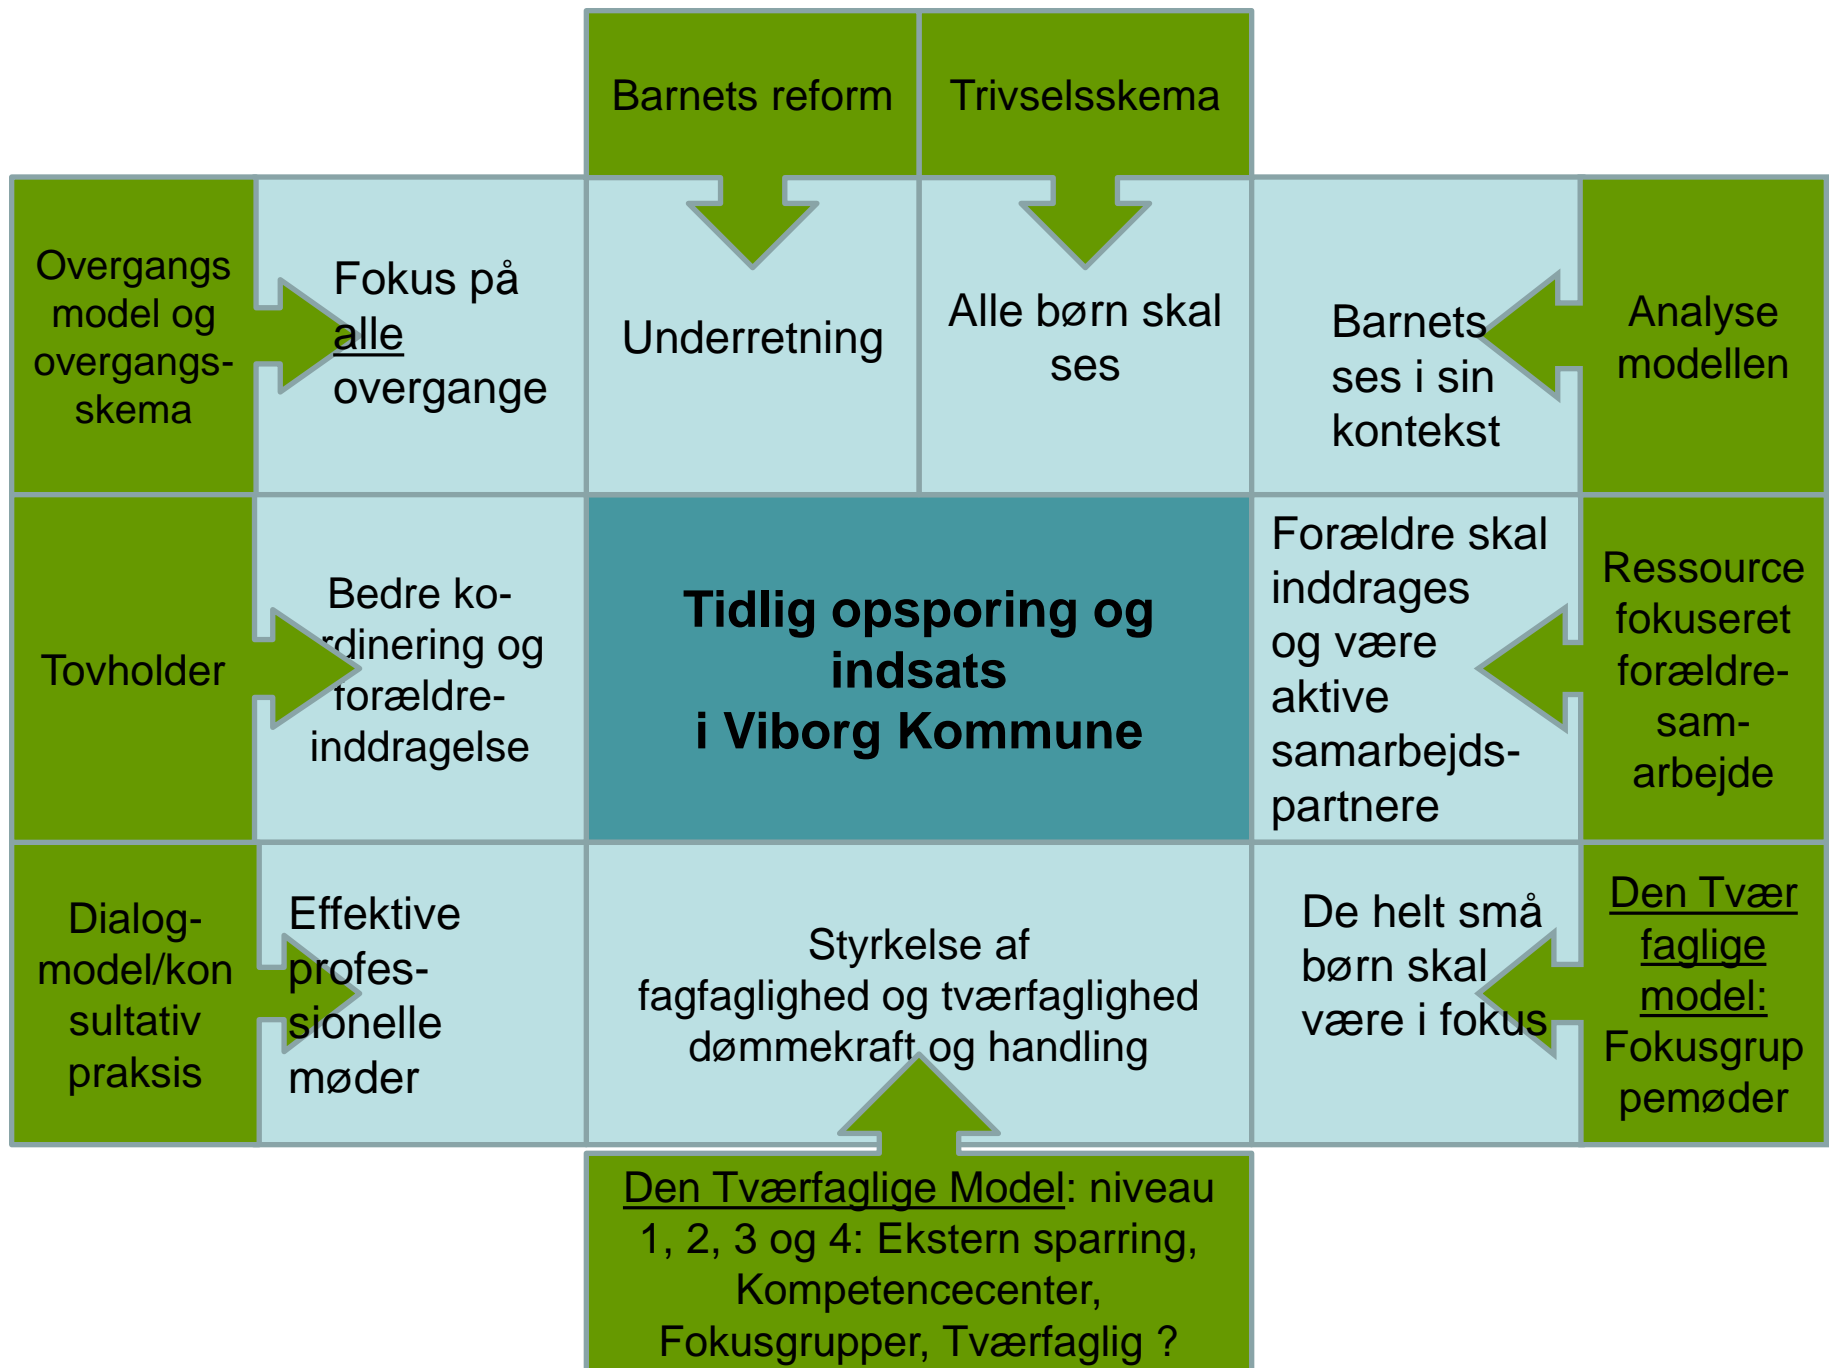 Barnets reform
Trivselsskema
Overgangs
model og
overgangs-
skema
Fokus på
alle
overgange
Underretning
Alle børn skal
ses
Barnets
ses i sin
kontekst
Analyse
modellen
Tovholder
Bedre ko-
rdinering og
forældre-
inddragelse
Tidlig opsporing og
indsats
i Viborg Kommune
Forældre skal
inddrages
og være
aktive
samarbejds-
partnere
Ressource
fokuseret
forældre-
sam-
arbejde
Dialog-
model/kon
sultativ
praksis
Effektive
profes-
sionelle
møder
Styrkelse af
fagfaglighed og tværfaglighed
dømmekraft og handling
De helt små
børn skal
være i fokus
Den Tvær
faglige
model:
Fokusgrup
pemøder
Den Tværfaglige Model: niveau
1, 2, 3 og 4: Ekstern sparring,
Kompetencecenter,
Fokusgrupper, Tværfaglig ?